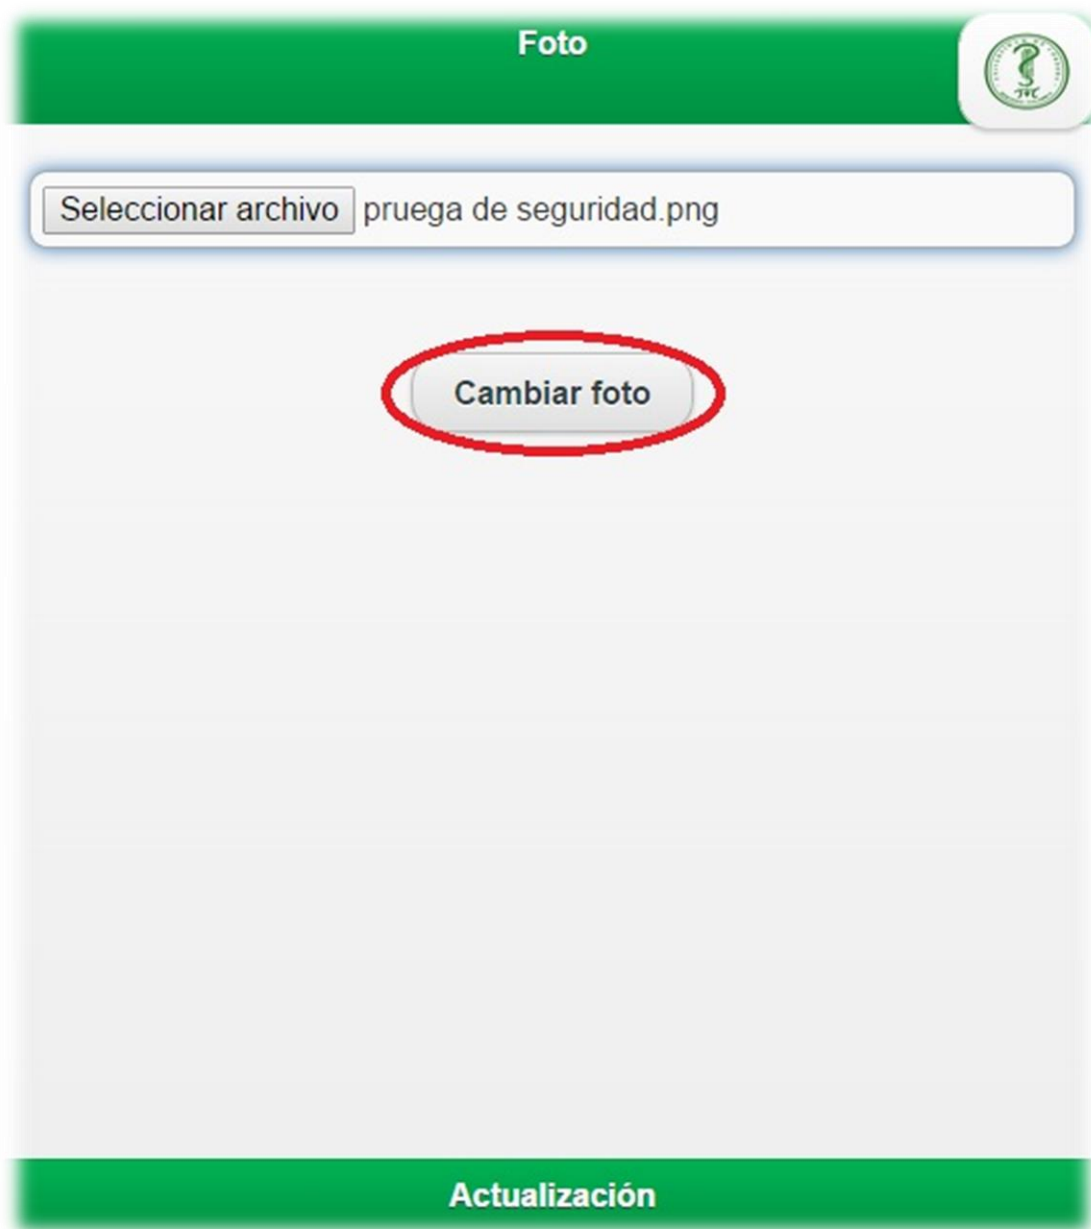 Foto
Seleccionar archivo pruega de seguridad.png
Cambiar foto
Actualización